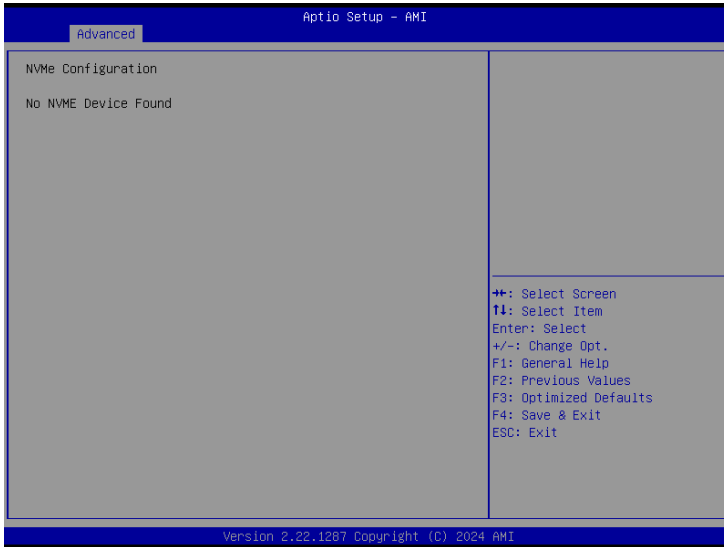 Aptio Setup – AMI
Advanced
NVMe Configuration
No NVME Device Found
→←: Select Screen
↑↓: Select Item
Enter: Select
+/-: Change Opt.
F1: General Help
F2: Previous Values
F3: Optimized Defaults
F4: Save & Exit
ESC: Exit
Version 2.22.1287 Copyright (C) 2024 AMI